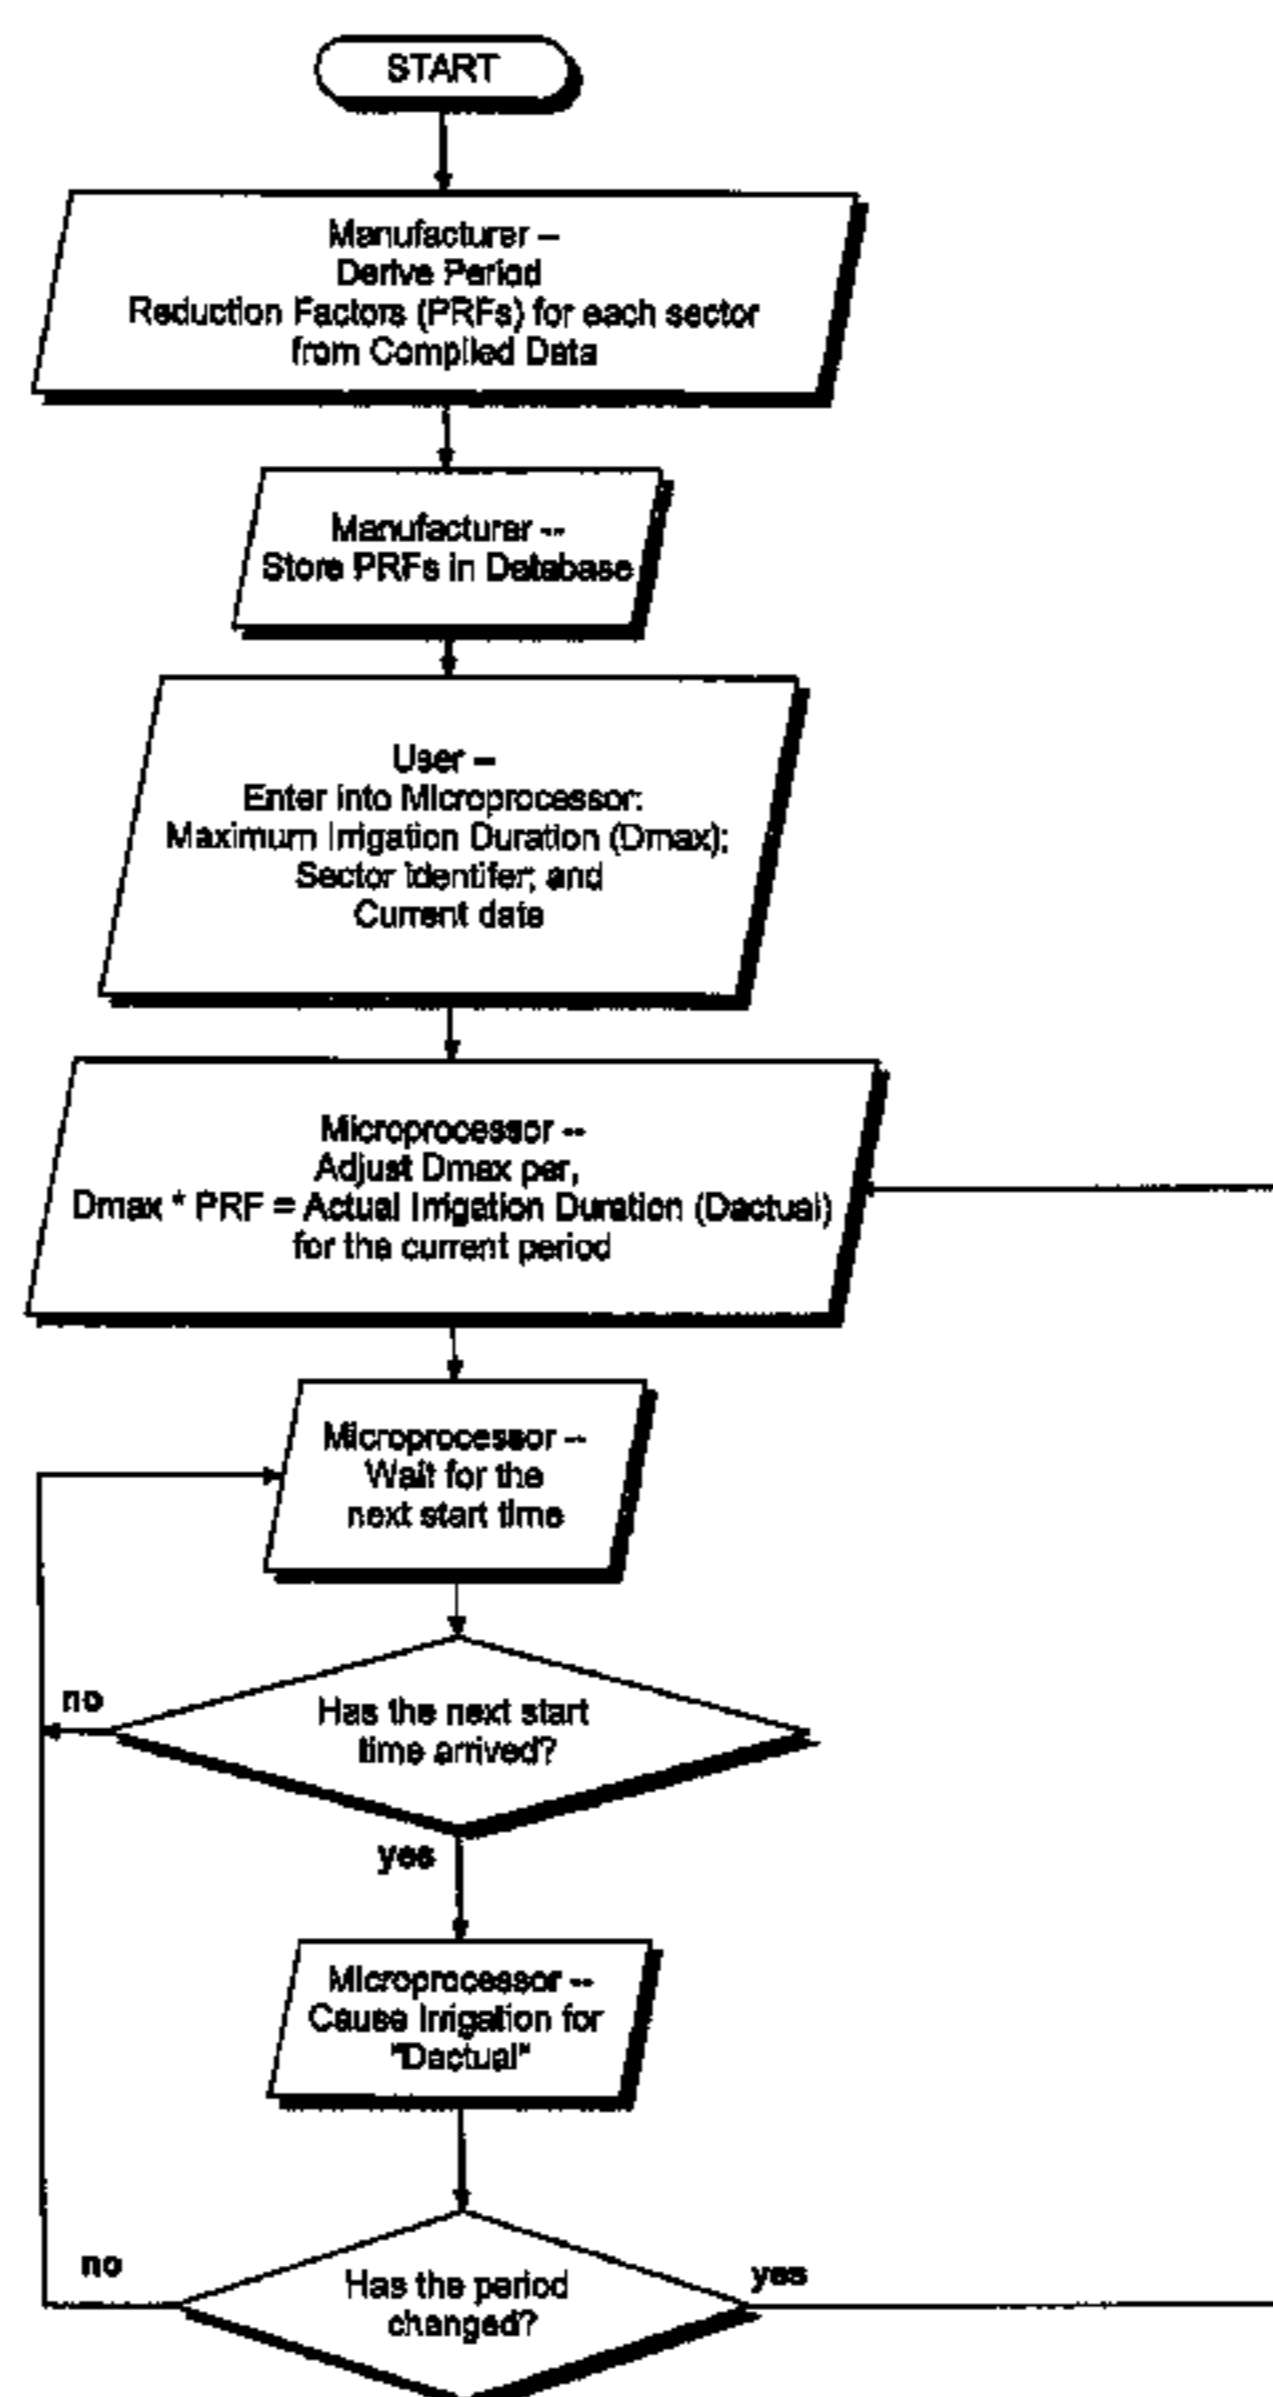 START
Manufacturer --
Derive Period
Reduction Factors (PRFs) for each sector
from Compiled Data
Manufacturer --
Store PRFs in Database
User --
Enter into Microprocessor:
Maximum Irrigation Duration (Dmax);
Sector Identifer; and
Current date
Microprocessor --
Adjust Dmax per,
Dmax * PRF = Actual Irrigation Duration (Dactual)
for the current period
Microprocessor --
Wait for the
next start time
no
Has the next start
time arrived?
yes
Microprocessor --
Cause Irrigation for
"Dactual"
no
Has the period
changed?
yes